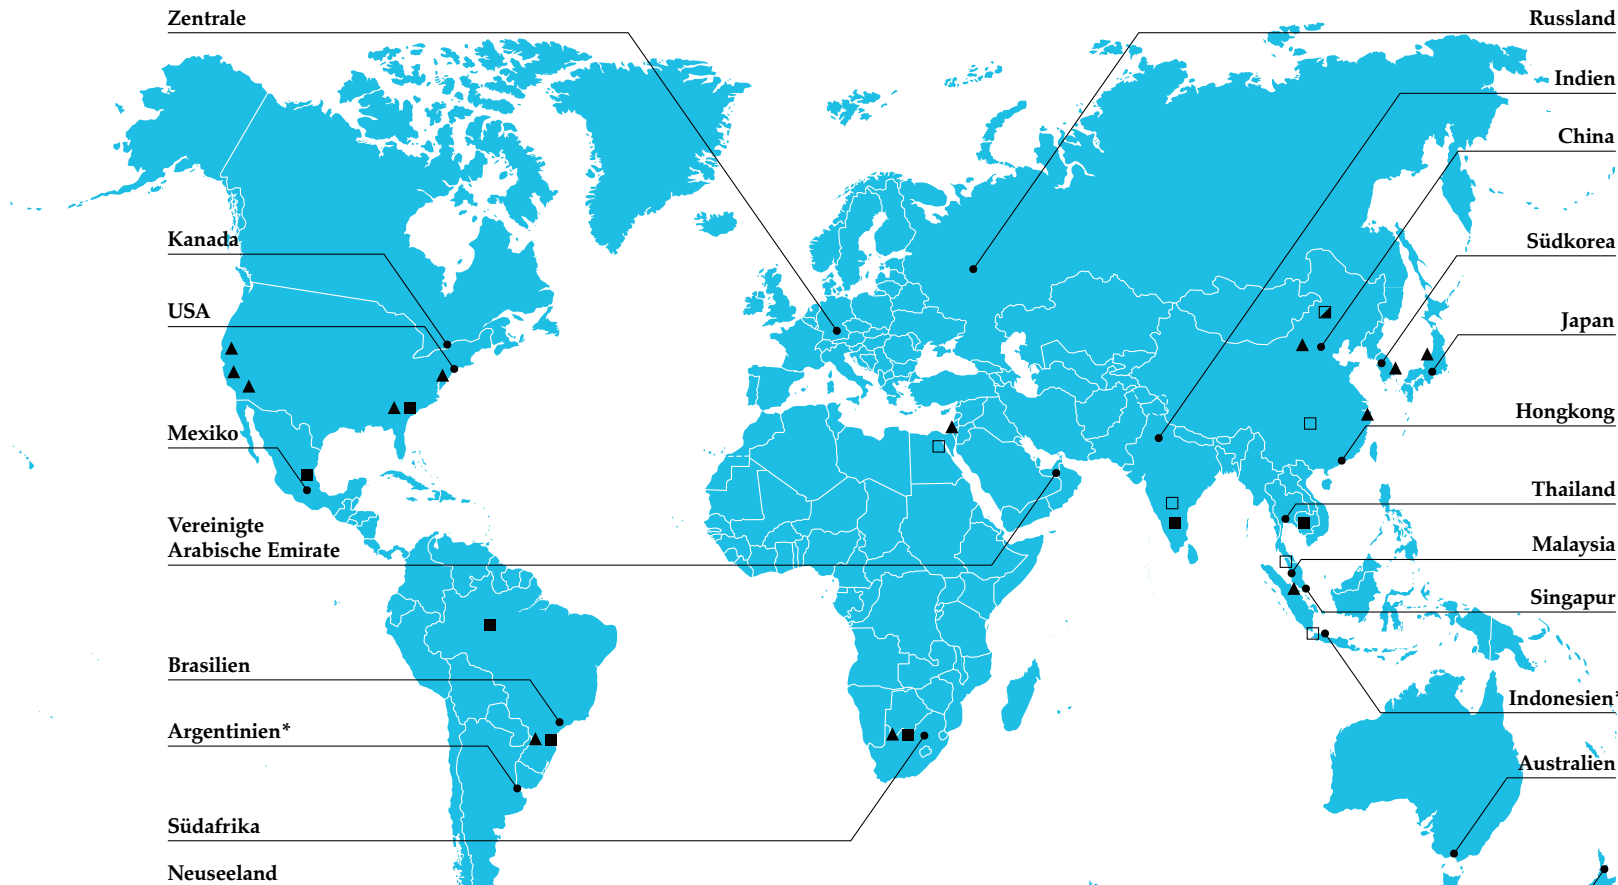 Zentrale
Kanada
USA
Mexiko
Vereinigte
Arabische Emirate
Brasilien
Argentinien*
Südafrika
Neuseeland
Russland
Indien
China
Südkorea
Japan
Hongkong
Thailand
Malaysia
Singapur
Indonesien*
Australien